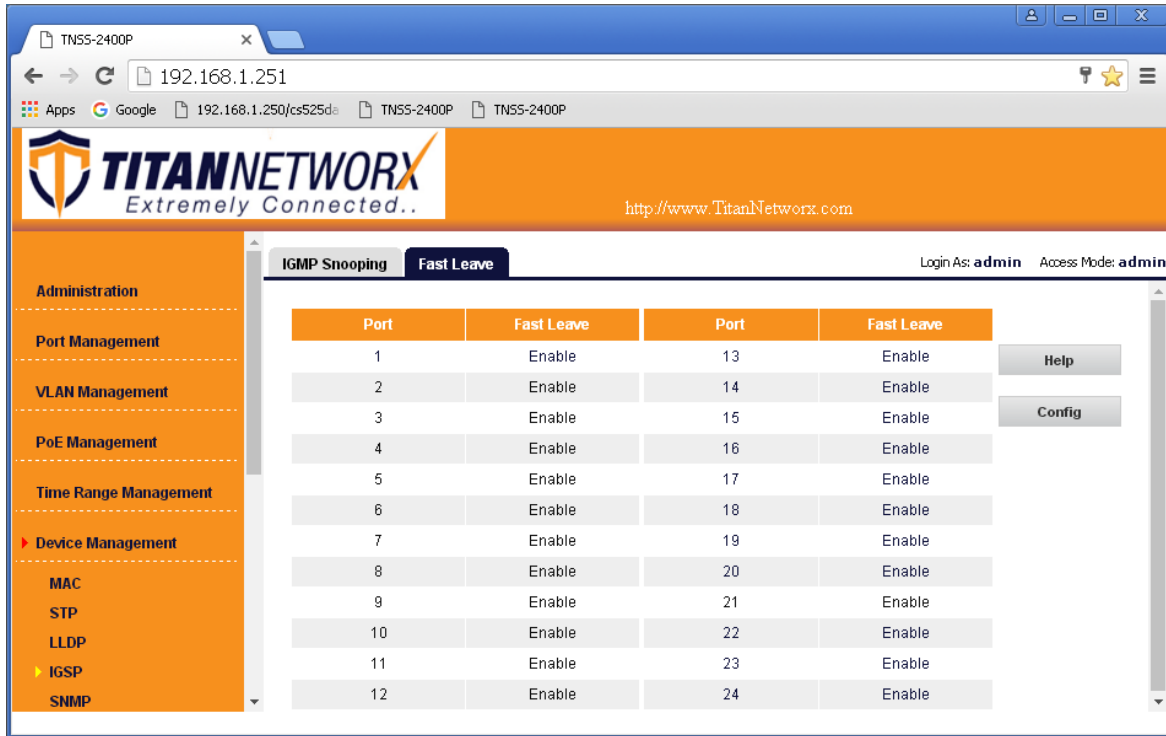 TNSS-2400P
192.168.1.251
Apps Google 192.168.1.250/cs525da TNSS-2400P TNSS-2400P
TITANNETWORX
Extremely Connected..
http://www.TitanNetworx.com
IGMP Snooping Fast Leave Login As: admin Access Mode: admin
Administration
Port Management
VLAN Management
PoE Management
Time Range Management
Device Management
MAC
STP
LLDP
IGSP
SNMP
Port Fast Leave Port Fast Leave
1 Enable 13 Enable
2 Enable 14 Enable
3 Enable 15 Enable
4 Enable 16 Enable
5 Enable 17 Enable
6 Enable 18 Enable
7 Enable 19 Enable
8 Enable 20 Enable
9 Enable 21 Enable
10 Enable 22 Enable
11 Enable 23 Enable
12 Enable 24 Enable
Help
Config